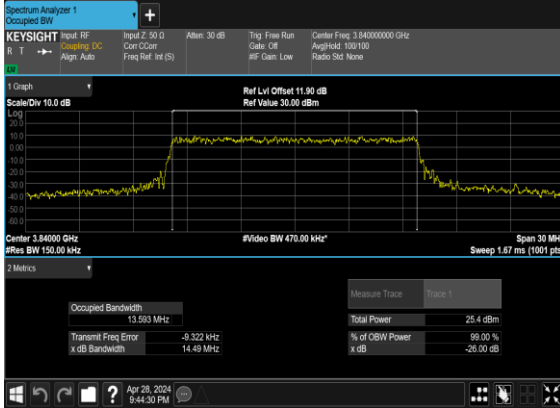 Spectrum Analyzer 1
Occupied BW
+
KEYSIGHT Input: RF Input Z: 50 Ω Atten: 30 dB Trig: Free Run Center Freq: 3.840000000 GHz
R T Coupling: DC Corr CCorr Gate: Off Avg|Hold: 100/100
Align: Auto Freq Ref: Int (S) #IF Gain: Low Radio Std: None
1 Graph
Ref Lvl Offset 11.90 dB
Scale/Div 10.0 dB Ref Value 30.00 dBm
Log
20.0
10.0
0.00
-10.0
-20.0
-30.0
-40.0
-50.0
-60.0
Center 3.84000 GHz #Video BW 470.00 kHz* Span 30 MH
#Res BW 150.00 kHz Sweep 1.67 ms (1001 pts
2 Metrics
Measure Trace Trace 1
Occupied Bandwidth
13.593 MHz Total Power 25.4 dBm
Transmit Freq Error -9.322 kHz % of OBW Power 99.00 %
x dB Bandwidth 14.49 MHz x dB -26.00 dB
? Apr 28, 2024
9:44:30 PM